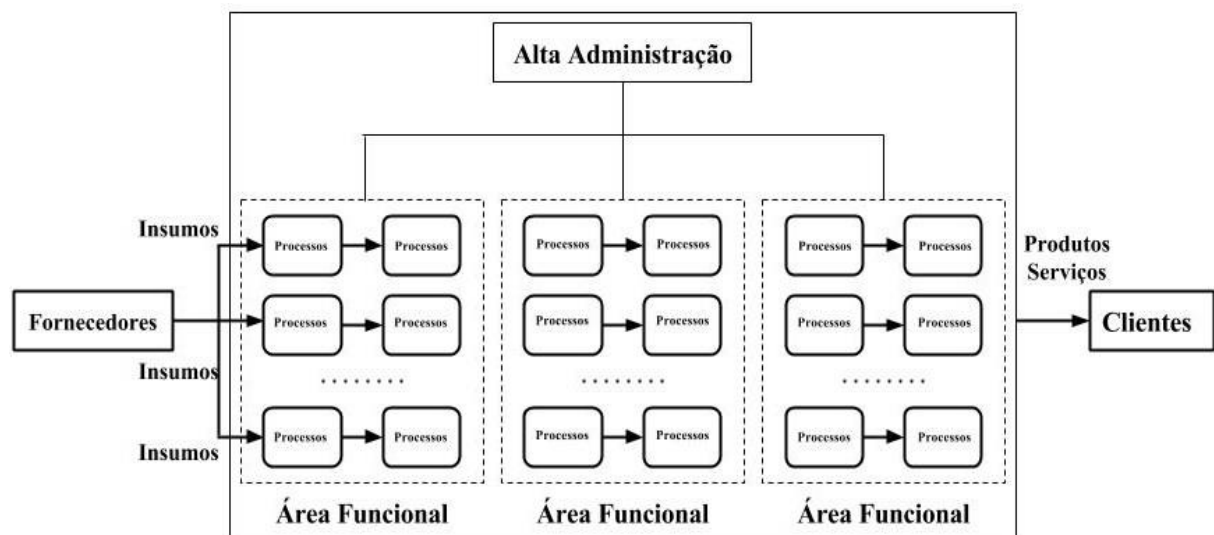 Alta Administração
Insumos
Processos
Processos
Processos
Processos
Processos
Processos
Produtos
Serviços
Fornecedores
Processos
Processos
Processos
Processos
Processos
Processos
Clientes
Insumos
Insumos
Processos
Processos
Processos
Processos
Processos
Processos
Área Funcional
Área Funcional
Área Funcional